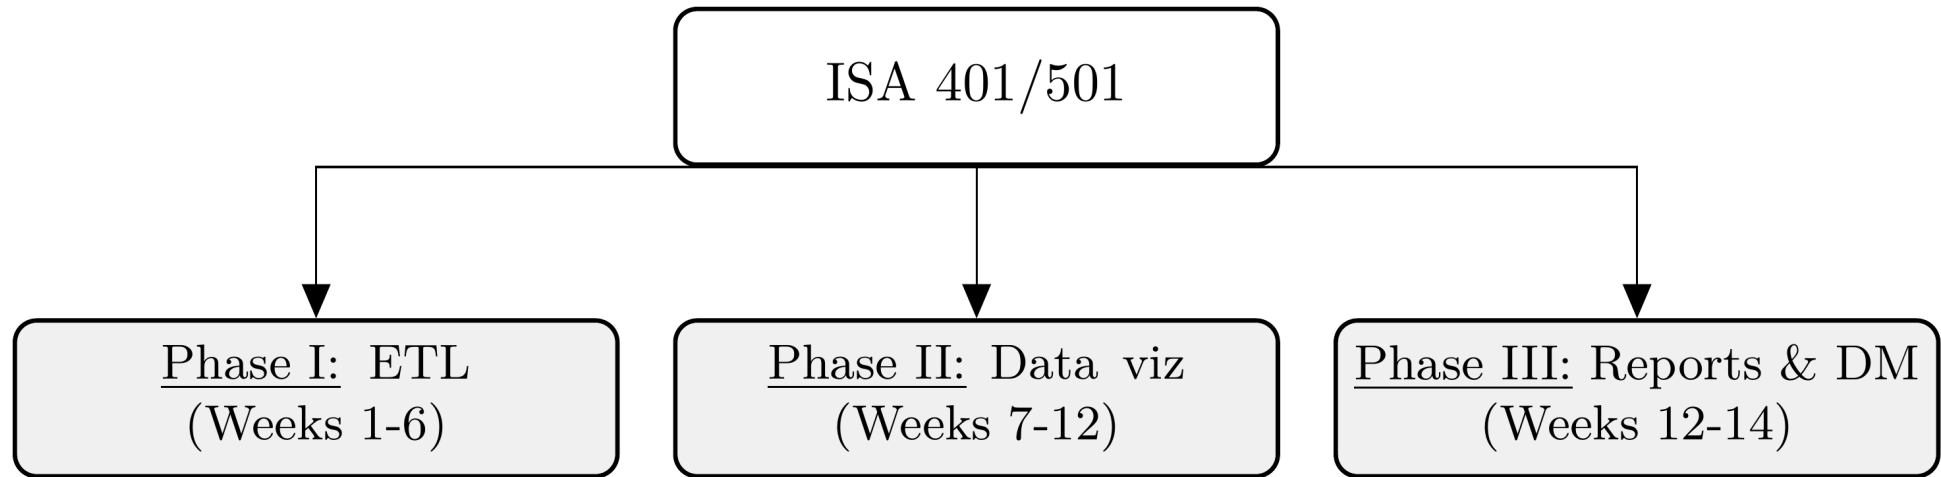 ISA 401/501
Phase I: ETL
(Weeks 1-6)
Phase II: Data viz
(Weeks 7-12)
Phase III: Reports & DM
(Weeks 12-14)